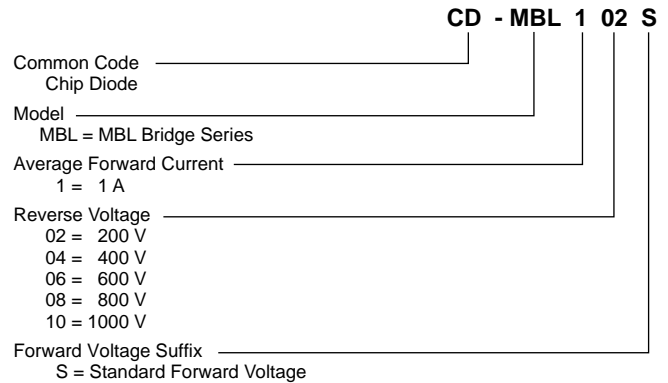 CD - MBL 1 02 S
Common Code
Chip Diode
Model
MBL = MBL Bridge Series
Average Forward Current
1 = 1 A
Reverse Voltage
02 = 200 V
04 = 400 V
06 = 600 V
08 = 800 V
10 = 1000 V
Forward Voltage Suffix
S = Standard Forward Voltage